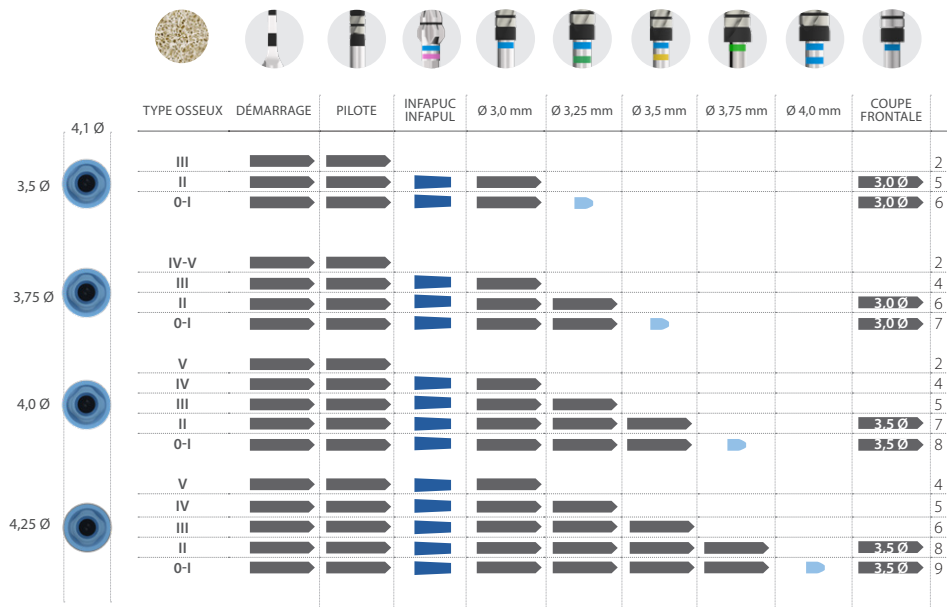 TYPE OSSEUX DÉMARRAGE PILOTE INFAPUC INFAPUL Ø 3,0 mm Ø 3,25 mm Ø 3,5 mm Ø 3,75 mm Ø 4,0 mm COUPE FRONTALE
4,1 Ø
3,5 Ø
III 2
II 3,0 Ø 5
0-I 3,0 Ø 6
3,75 Ø
IV-V 2
III 4
II 3,0 Ø 6
0-I 3,0 Ø 7
4,0 Ø
V 2
IV 4
III 5
II 3,5 Ø 7
0-I 3,5 Ø 8
4,25 Ø
V 4
IV 5
III 6
II 3,5 Ø 8
0-I 3,5 Ø 9